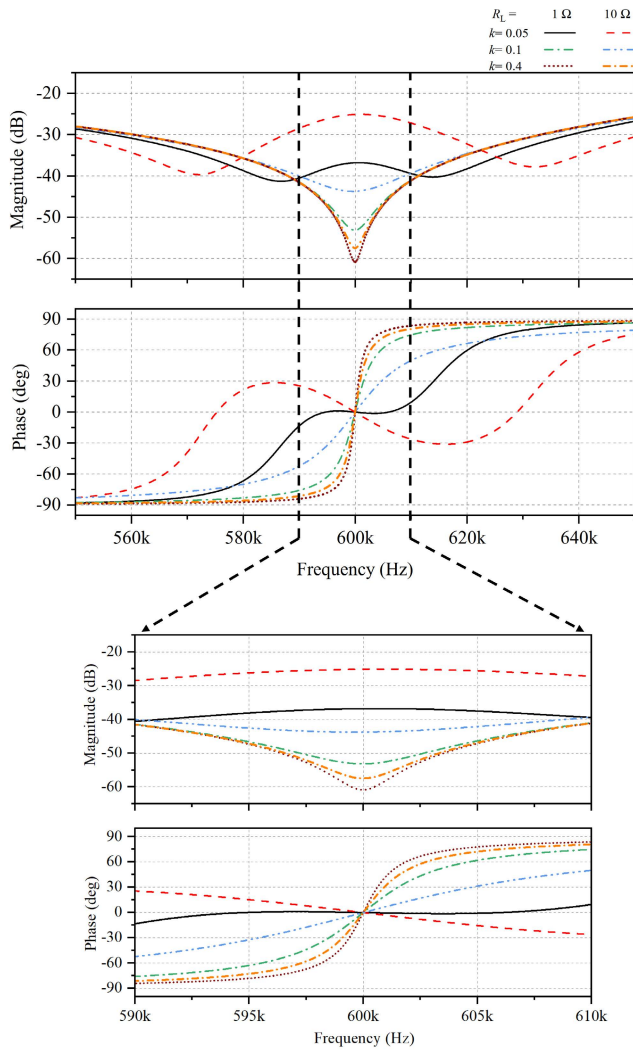 R_L = 1 Ω 10 Ω
k= 0.05
k= 0.1
k= 0.4
Magnitude (dB)
-20
-30
-40
-50
-60
Phase (deg)
90
60
30
0
-30
-60
-90
560k 580k 600k 620k 640k
Frequency (Hz)
Magnitude (dB)
-20
-30
-40
-50
-60
Phase (deg)
90
60
30
0
-30
-60
-90
590k 595k 600k 605k 610k
Frequency (Hz)